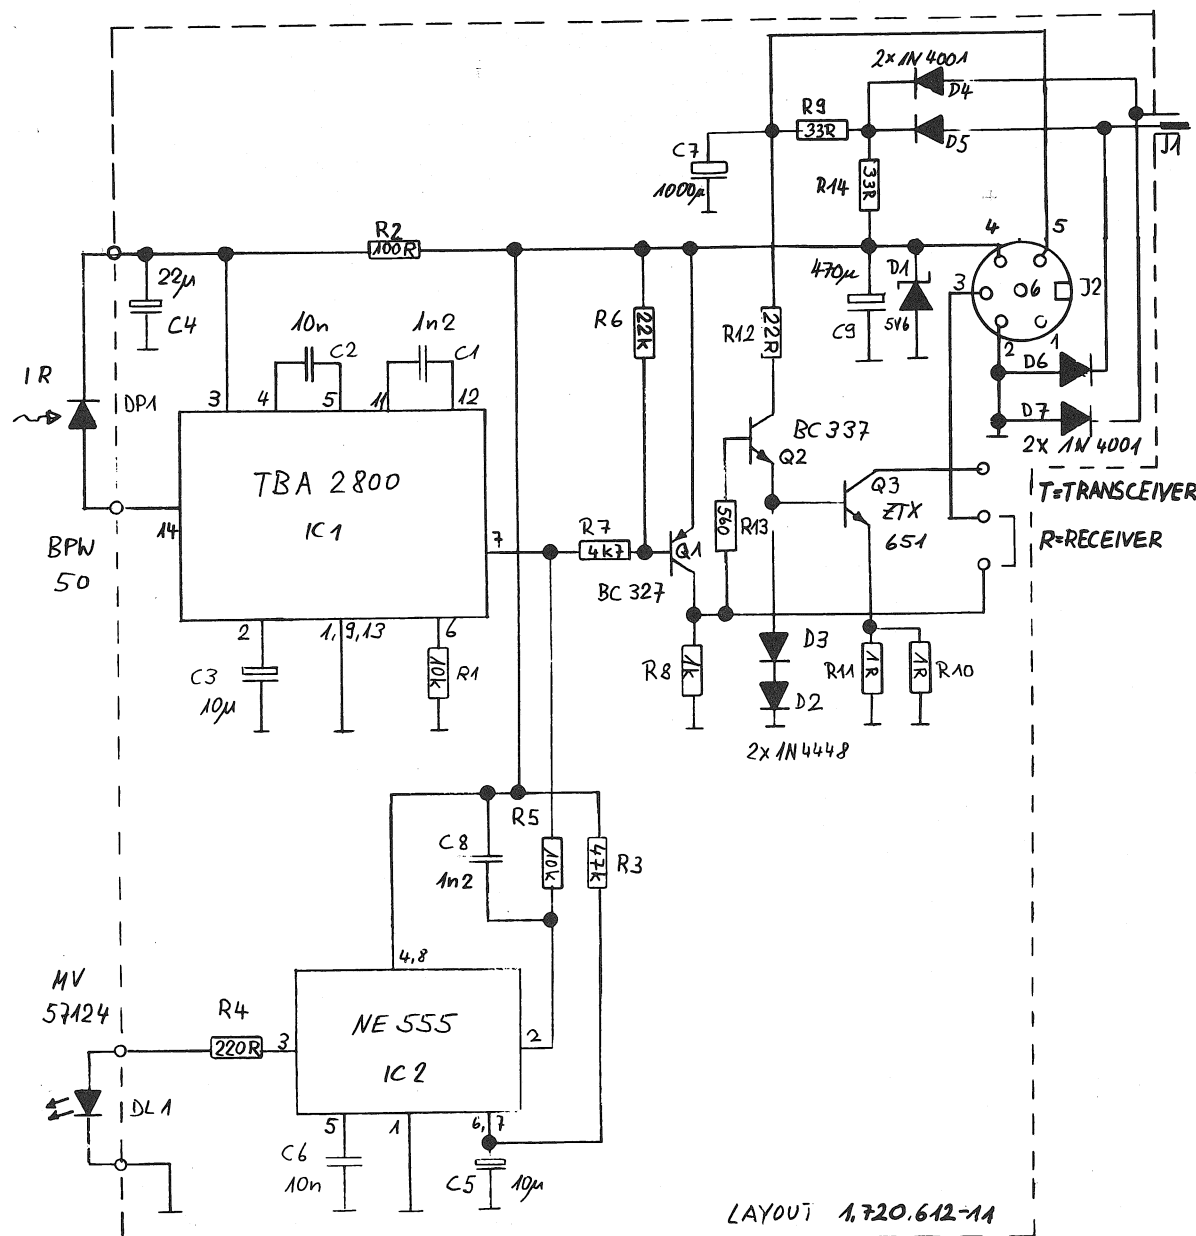 2x 1N 4001
D4
R9
33R
D5
J1
C7
1000µ
R14
33R
R2
100R
4
5
22µ
C4
470µ
D1
3
6
J2
10n
C2
1n2
C1
R6
22k
R12
22R
C9
5V6
1
2
D6
IR
DP1
3
4
5
11
12
D7
BC 337
2x 1N 4001
Q2
TBA 2800
Q3
T=TRANSCEIVER
IC1
560
R13
ZTX
651
14
R7
7
4k7
Q1
R=RECEIVER
BPW
50
BC 327
2
1,9,13
6
C3
10µ
10k
R1
R8
1k
D3
R11
1R
1R
R10
D2
2x 1N4448
R5
C8
1n2
10k
47k
R3
4,8
MV
57124
R4
220R
3
NE 555
IC2
2
DL1
5
1
6,7
C6
10n
C5
10µ
LAYOUT 1.720.612-11